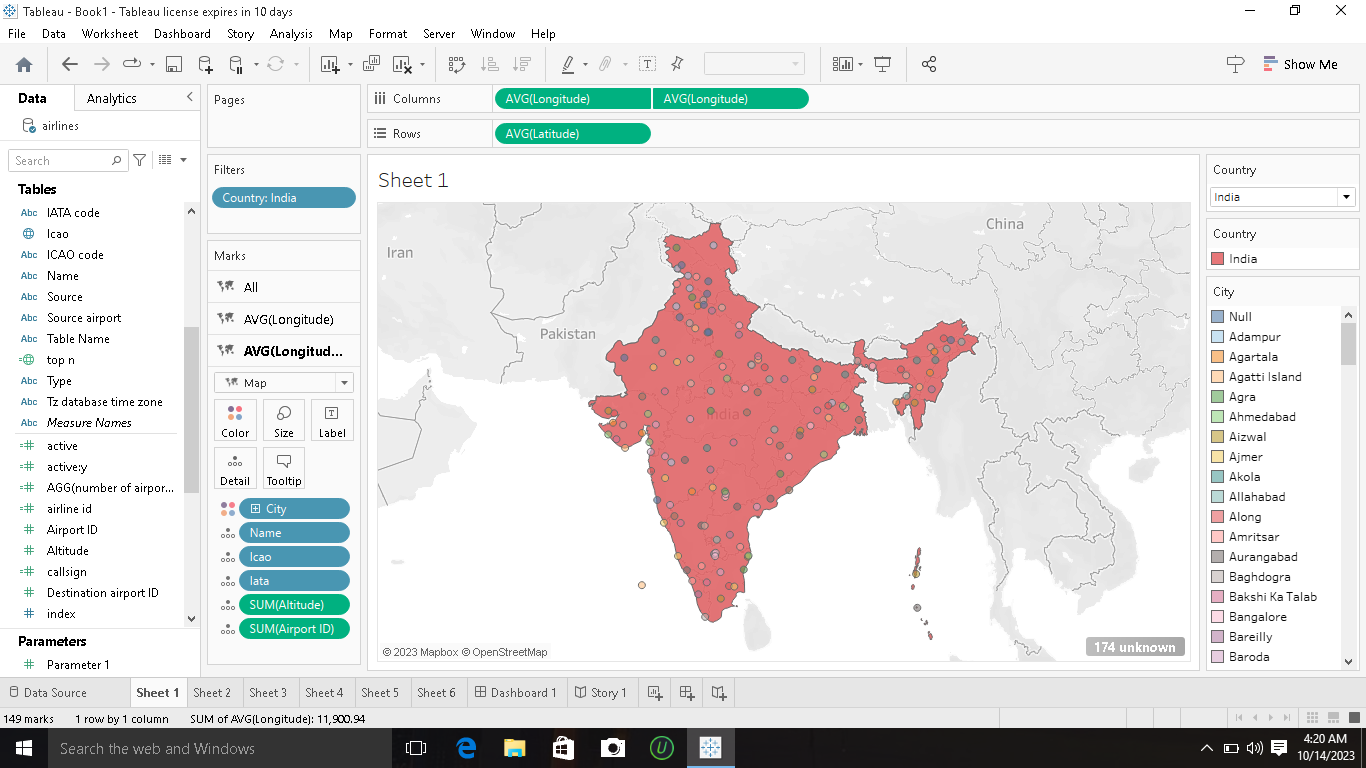 Tableau - Book1 - Tableau license expires in 10 days
File Data Worksheet Dashboard Story Analysis Map Format Server Window Help
Show Me
Data Analytics
airlines
Search
Tables
Abc IATA code
Icao
Abc ICAO code
Abc Name
Abc Source
Abc Source airport
Abc Table Name
top n
Abc Type
Abc Tz database time zone
Abc Measure Names
active
active:y
AGG(number of airpor...
airline id
Airport ID
Altitude
callsign
Destination airport ID
index
Parameters
Parameter 1
Pages
Filters
Country: India
Marks
All
AVG(Longitude)
AVG(Longitud...
Map
Color Size Label
Detail Tooltip
City
Name
Icao
Iata
SUM(Altitude)
SUM(Airport ID)
Columns AVG(Longitude) AVG(Longitude)
Rows AVG(Latitude)
Sheet 1
Iran
China
Pakistan
India
© 2023 Mapbox © OpenStreetMap
174 unknown
Country
India
Country
India
City
Null
Adampur
Agartala
Agatti Island
Agra
Ahmedabad
Aizwal
Ajmer
Akola
Allahabad
Along
Amritsar
Aurangabad
Baghdogra
Bakshi Ka Talab
Bangalore
Bareilly
Baroda
Data Source Sheet 1 Sheet 2 Sheet 3 Sheet 4 Sheet 5 Sheet 6 Dashboard 1 Story 1
149 marks 1 row by 1 column SUM of AVG(Longitude): 11,900.94
Search the web and Windows
4:20 AM
10/14/2023